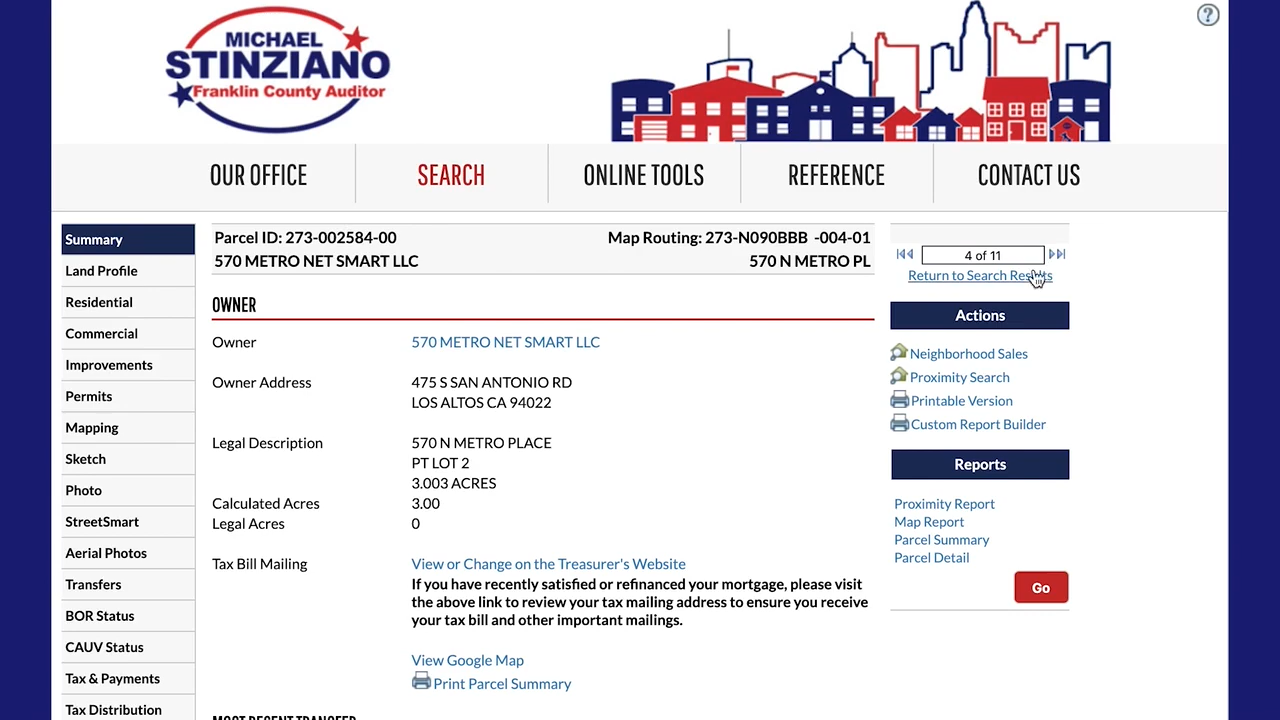 MICHAEL
STINZIANO
Franklin County Auditor
?
OUR OFFICE
SEARCH
ONLINE TOOLS
REFERENCE
CONTACT US
Summary
Land Profile
Residential
Commercial
Improvements
Permits
Mapping
Sketch
Photo
StreetSmart
Aerial Photos
Transfers
BOR Status
CAUV Status
Tax & Payments
Tax Distribution
Parcel ID: 273-002584-00
Map Routing: 273-N090BBB -004-01
570 METRO NET SMART LLC
570 N METRO PL
OWNER
Owner
570 METRO NET SMART LLC
Owner Address
475 S SAN ANTONIO RD
LOS ALTOS CA 94022
Legal Description
570 N METRO PLACE
PT LOT 2
3.003 ACRES
Calculated Acres
3.00
Legal Acres
0
Tax Bill Mailing
View or Change on the Treasurer's Website
If you have recently satisfied or refinanced your mortgage, please visit
the above link to review your tax mailing address to ensure you receive
your tax bill and other important mailings.
View Google Map
Print Parcel Summary
MOST RECENT TRANSFER
4 of 11
Return to Search Results
Actions
Neighborhood Sales
Proximity Search
Printable Version
Custom Report Builder
Reports
Proximity Report
Map Report
Parcel Summary
Parcel Detail
Go